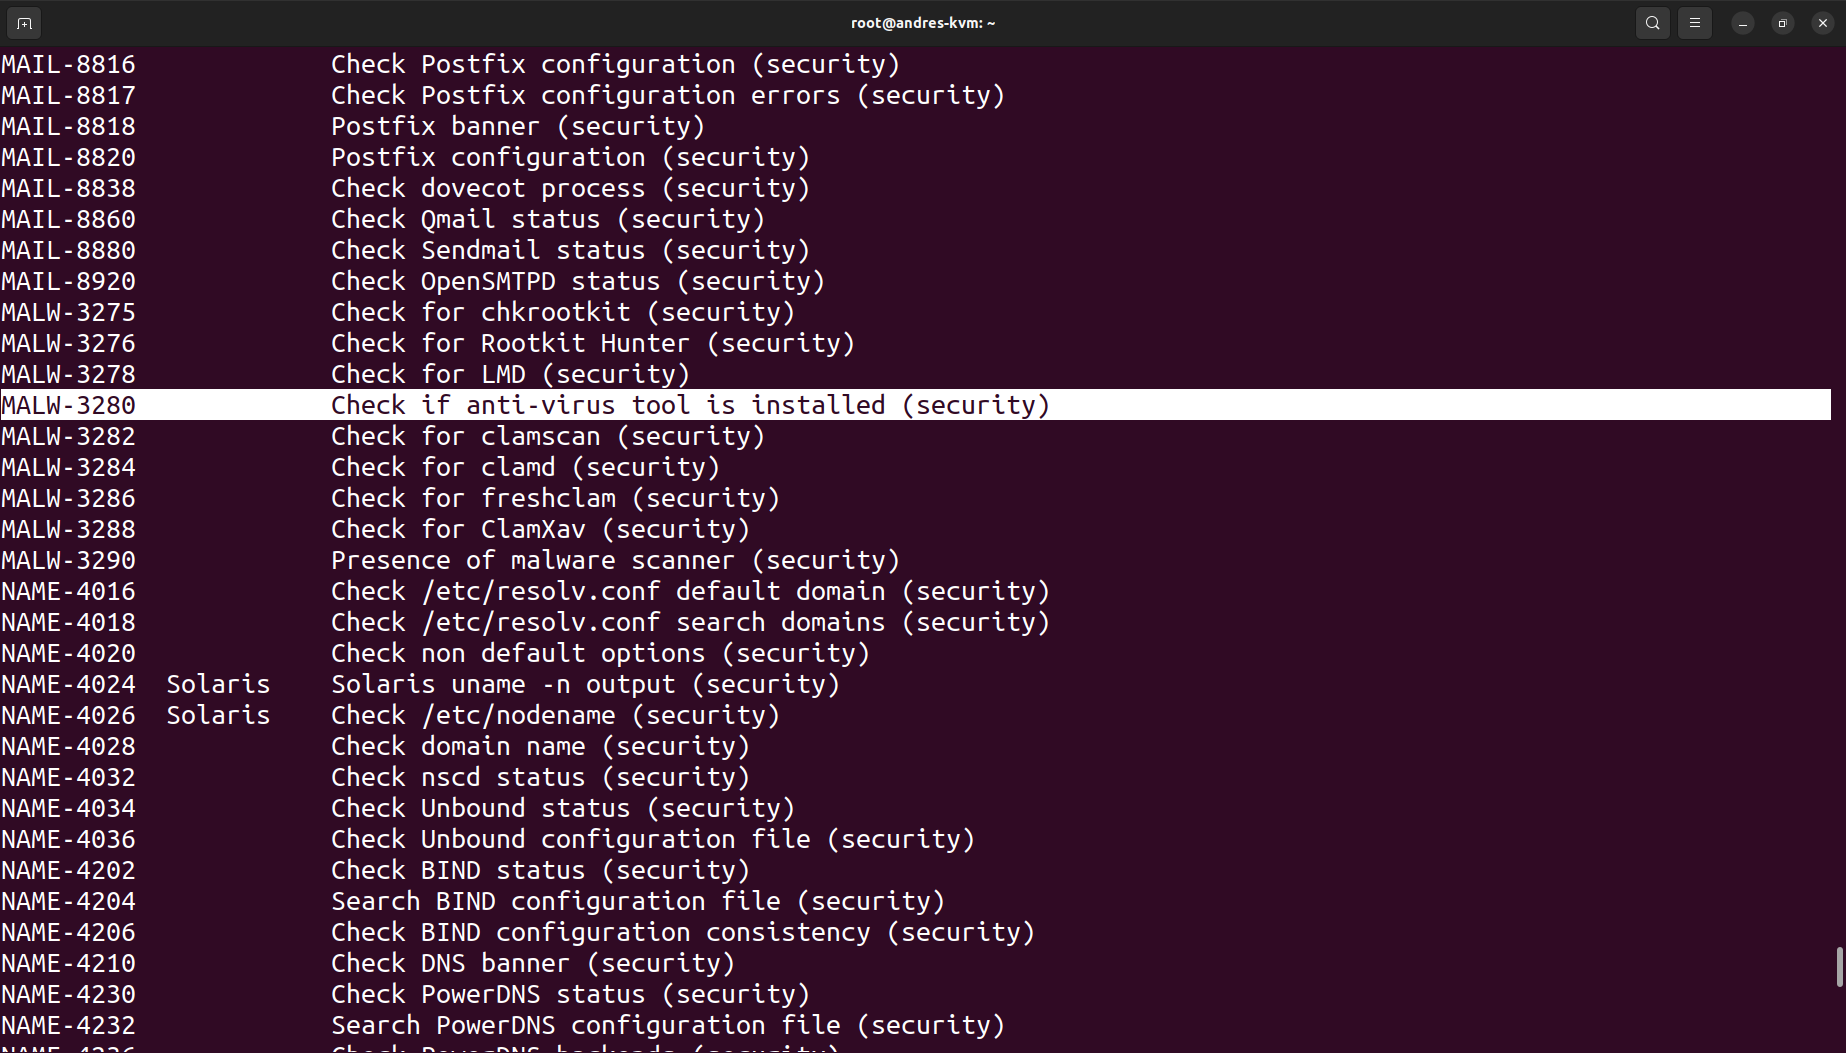 root@andres-kvm: ~
MAIL-8816 Check Postfix configuration (security)
MAIL-8817 Check Postfix configuration errors (security)
MAIL-8818 Postfix banner (security)
MAIL-8820 Postfix configuration (security)
MAIL-8838 Check dovecot process (security)
MAIL-8860 Check Qmail status (security)
MAIL-8880 Check Sendmail status (security)
MAIL-8920 Check OpenSMTPD status (security)
MALW-3275 Check for chkrootkit (security)
MALW-3276 Check for Rootkit Hunter (security)
MALW-3278 Check for LMD (security)
MALW-3280 Check if anti-virus tool is installed (security)
MALW-3282 Check for clamscan (security)
MALW-3284 Check for clamd (security)
MALW-3286 Check for freshclam (security)
MALW-3288 Check for ClamXav (security)
MALW-3290 Presence of malware scanner (security)
NAME-4016 Check /etc/resolv.conf default domain (security)
NAME-4018 Check /etc/resolv.conf search domains (security)
NAME-4020 Check non default options (security)
NAME-4024 Solaris Solaris uname -n output (security)
NAME-4026 Solaris Check /etc/nodename (security)
NAME-4028 Check domain name (security)
NAME-4032 Check nscd status (security)
NAME-4034 Check Unbound status (security)
NAME-4036 Check Unbound configuration file (security)
NAME-4202 Check BIND status (security)
NAME-4204 Search BIND configuration file (security)
NAME-4206 Check BIND configuration consistency (security)
NAME-4210 Check DNS banner (security)
NAME-4230 Check PowerDNS status (security)
NAME-4232 Search PowerDNS configuration file (security)
NAME-4236 Check PowerDNS backends (security)